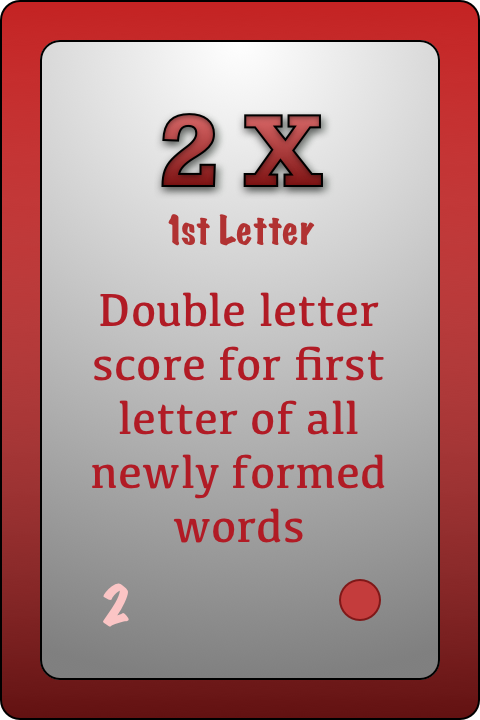 2 X
1st Letter
Double letter
score for first
letter of all
newly formed
words
2